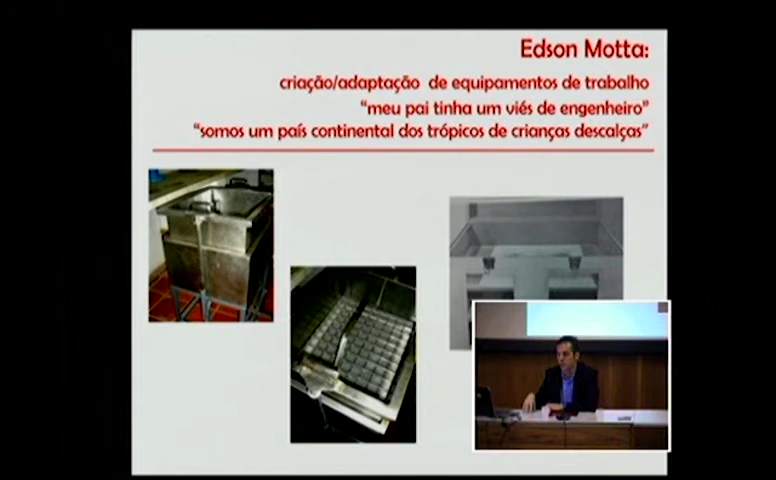 Edson Motta:
criação/adaptação de equipamentos de trabalho
“meu pai tinha um viés de engenheiro”
“somos um país continental dos trópicos de crianças descalças”